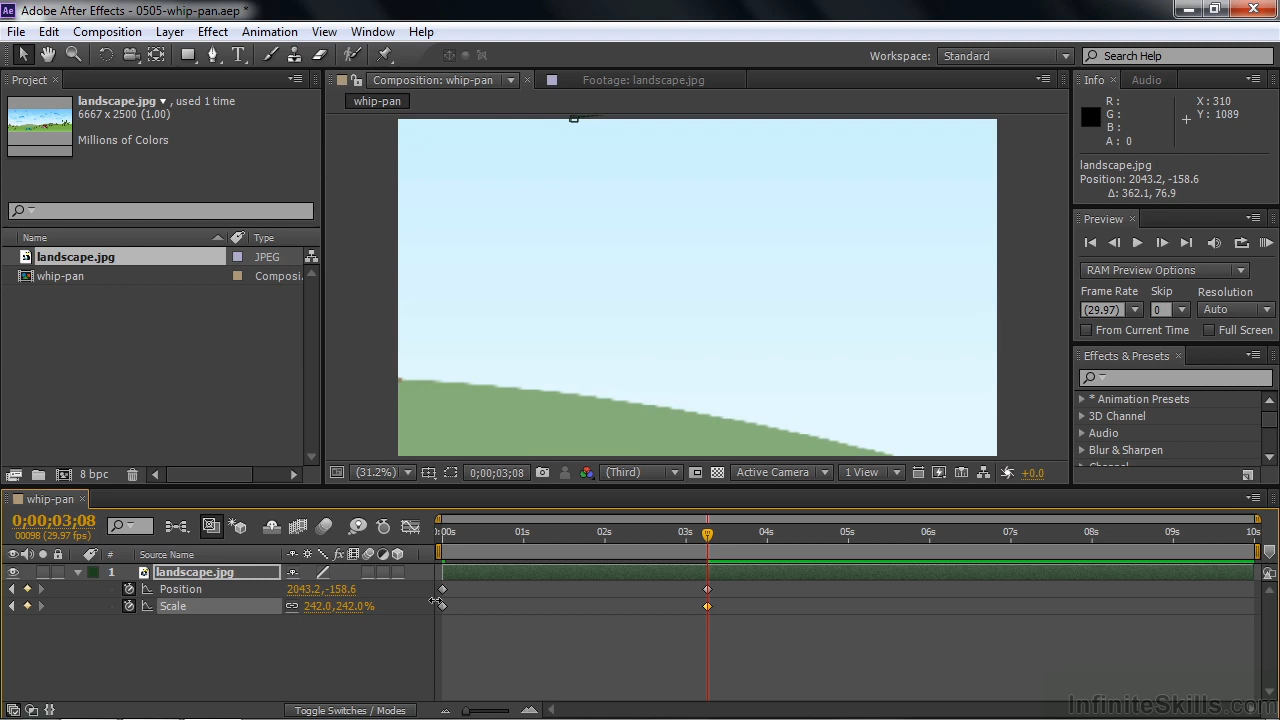 Ae Adobe After Effects - 0505-whip-pan.aep *
File Edit Composition Layer Effect Animation View Window Help
Workspace: Standard Search Help
Project Composition: whip-pan Footage: landscape.jpg Info Audio
landscape.jpg , used 1 time
6667 x 2500 (1.00)
Millions of Colors
whip-pan
R : X : 310
G : Y : 1089
B :
A : 0
landscape.jpg
Position: 2043.2, -158.6
Δ: 362.1, 76.9
Preview
Name Type
landscape.jpg JPEG
whip-pan Composi
RAM Preview Options
Frame Rate Skip Resolution
(29.97) 0 Auto
From Current Time Full Screen
Effects & Presets
* Animation Presets
3D Channel
Audio
Blur & Sharpen
8 bpc (31.2%) 0;00;03;08 (Third) Active Camera 1 View +0.0
whip-pan
0;00;03;08
00098 (29.97 fps)
:00s 01s 02s 03s 04s 05s 06s 07s 08s 09s 10s
# Source Name fx
1 landscape.jpg
Position 2043.2,-158.6
Scale 242.0,242.0%
Toggle Switches / Modes
InfiniteSkills.com